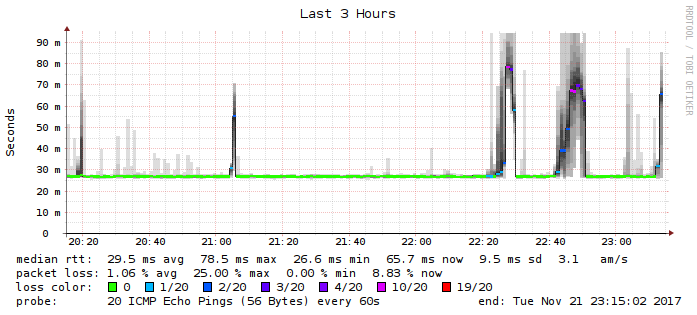 Last 3 Hours
RRDTOOL / TOBI OETIKER
Seconds
90 m
80 m
70 m
60 m
50 m
40 m
30 m
20 m
10 m
0
20:20 20:40 21:00 21:20 21:40 22:00 22:20 22:40 23:00
median rtt: 29.5 ms avg 78.5 ms max 26.6 ms min 65.7 ms now 9.5 ms sd 3.1 am/s
packet loss: 1.06 % avg 25.00 % max 0.00 % min 8.83 % now
loss color: 0 1/20 2/20 3/20 4/20 10/20 19/20
probe: 20 ICMP Echo Pings (56 Bytes) every 60s end: Tue Nov 21 23:15:02 2017